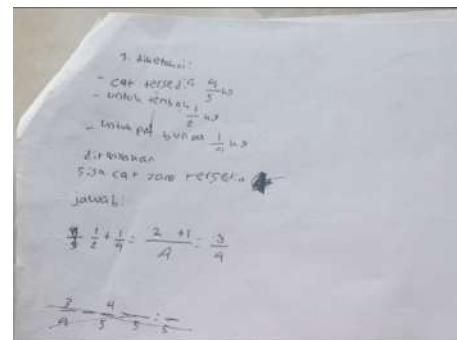 1. diketahui:
- cat tersedia 4/5 kg
- untuk tembok 1/2 kg
- untuk pot bunga 1/4 kg
ditanyakan
sisa cat yang tersedia
jawab:
1/2 + 1/4 = 2 +1/4 = 3/4
3/4 - 4/5